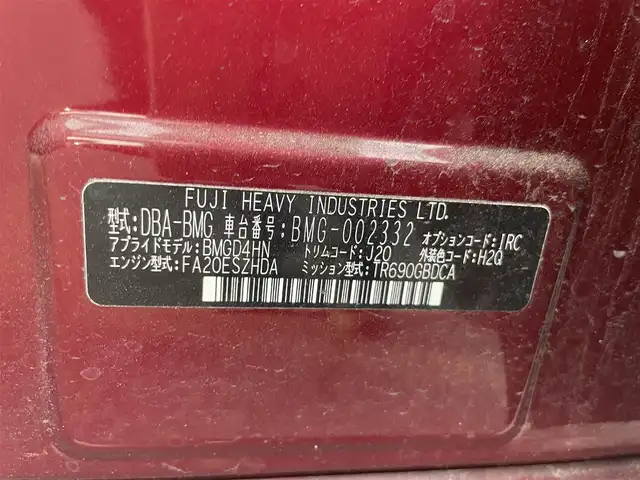 FUJI HEAVY INDUSTRIES LTD.
型式:DBA-BMG 車台番号:BMG-002332 オプションコード:IRC
アプライドモデル:BMGD4HN トリムコード:J20 外装色コード:H2Q
エンジン型式:FA20ESZHDA ミッション型式:TR690GBDCA